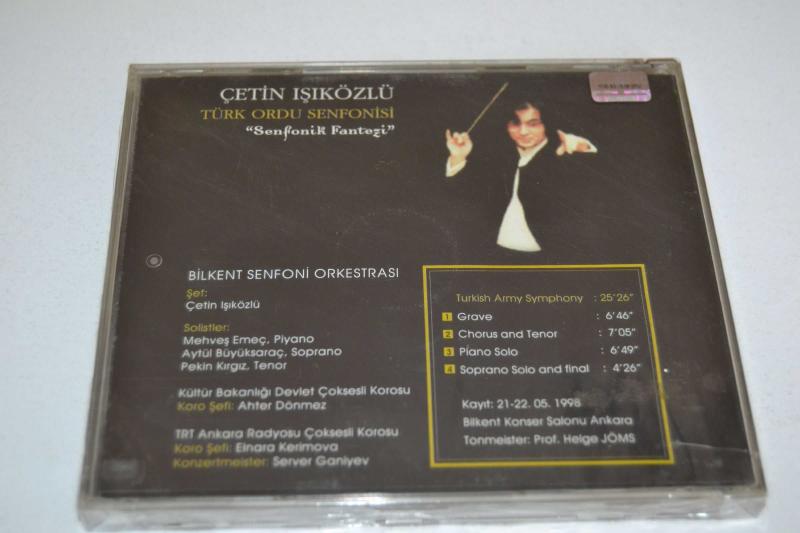 ÇETİN IŞIKÖZLÜ
TÜRK ORDU SENFONİSİ
“Senfonik Fantezi”
BİLKENT SENFONİ ORKESTRASI
Şef:
Çetin Işıközlü
Solistler:
Mehveş Emeç, Piyano
Aytül Büyüksaraç, Soprano
Pekin Kırgız, Tenor
Kültür Bakanlığı Devlet Çoksesli Korosu
Koro Şefi: Ahter Dönmez
TRT Ankara Radyosu Çoksesli Korosu
Koro Şefi: Elnara Kerimova
Konzertmeister: Server Ganiyev
Turkish Army Symphony : 25'26"
1 Grave : 6'46"
2 Chorus and Tenor : 7'05"
3 Piano Solo : 6'49"
4 Soprano Solo and final : 4'26"
Kayıt: 21-22. 05. 1998
Bilkent Konser Salonu Ankara
Tonmeister: Prof. Helge JÖMS